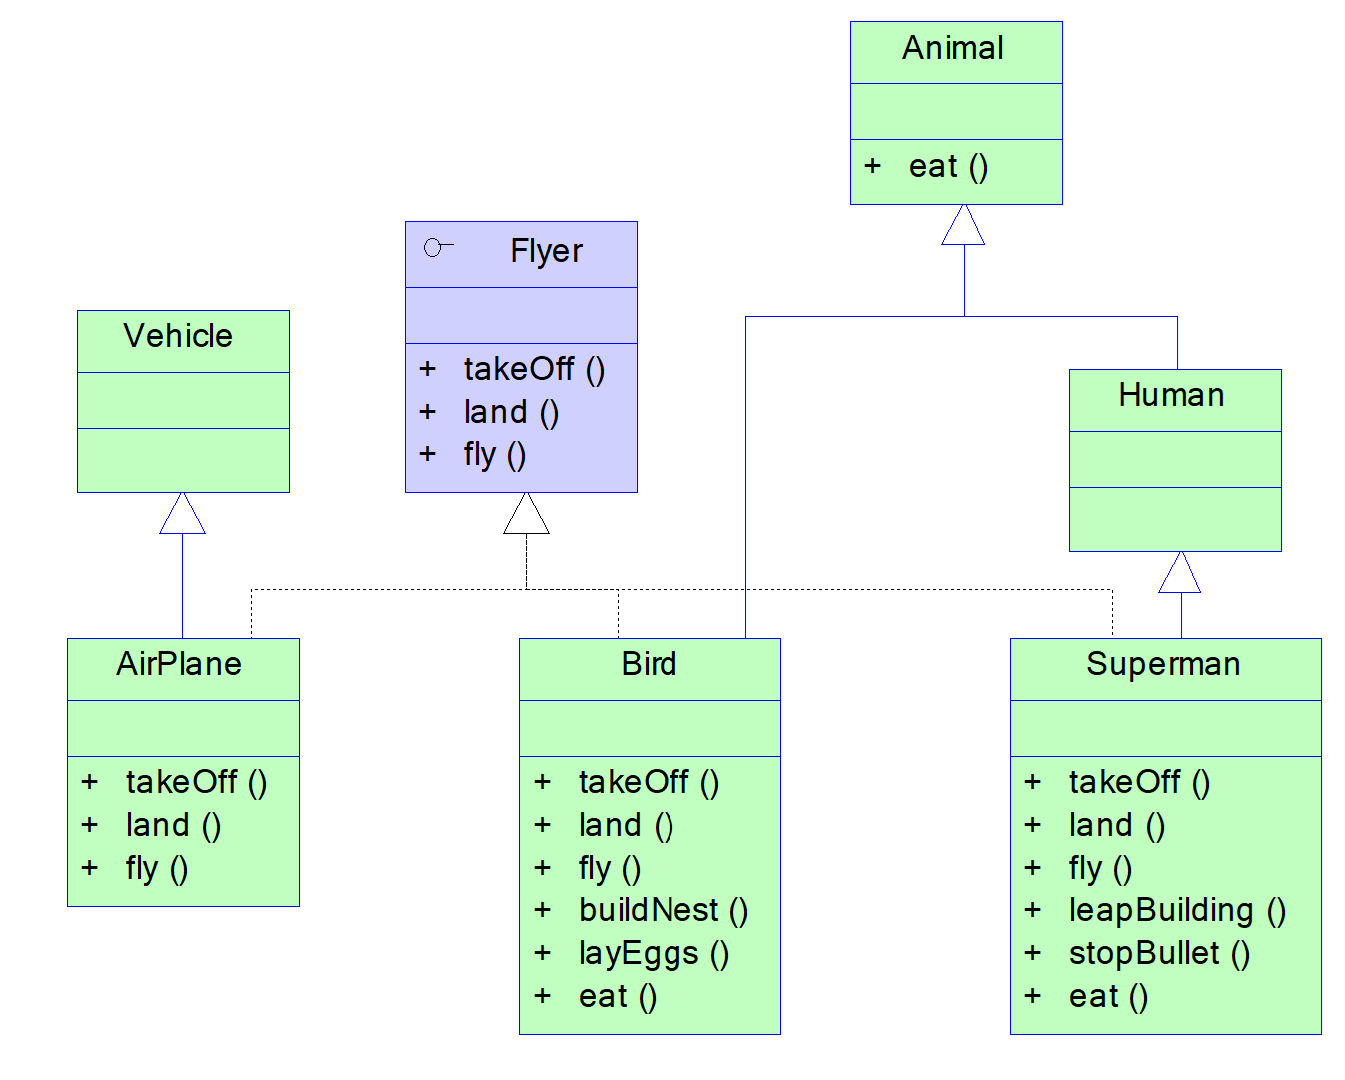 Animal
+ eat ()
Flyer
+ takeOff ()
+ land ()
+ fly ()
Vehicle
Human
AirPlane
+ takeOff ()
+ land ()
+ fly ()
Bird
+ takeOff ()
+ land ()
+ fly ()
+ buildNest ()
+ layEggs ()
+ eat ()
Superman
+ takeOff ()
+ land ()
+ fly ()
+ leapBuilding ()
+ stopBullet ()
+ eat ()